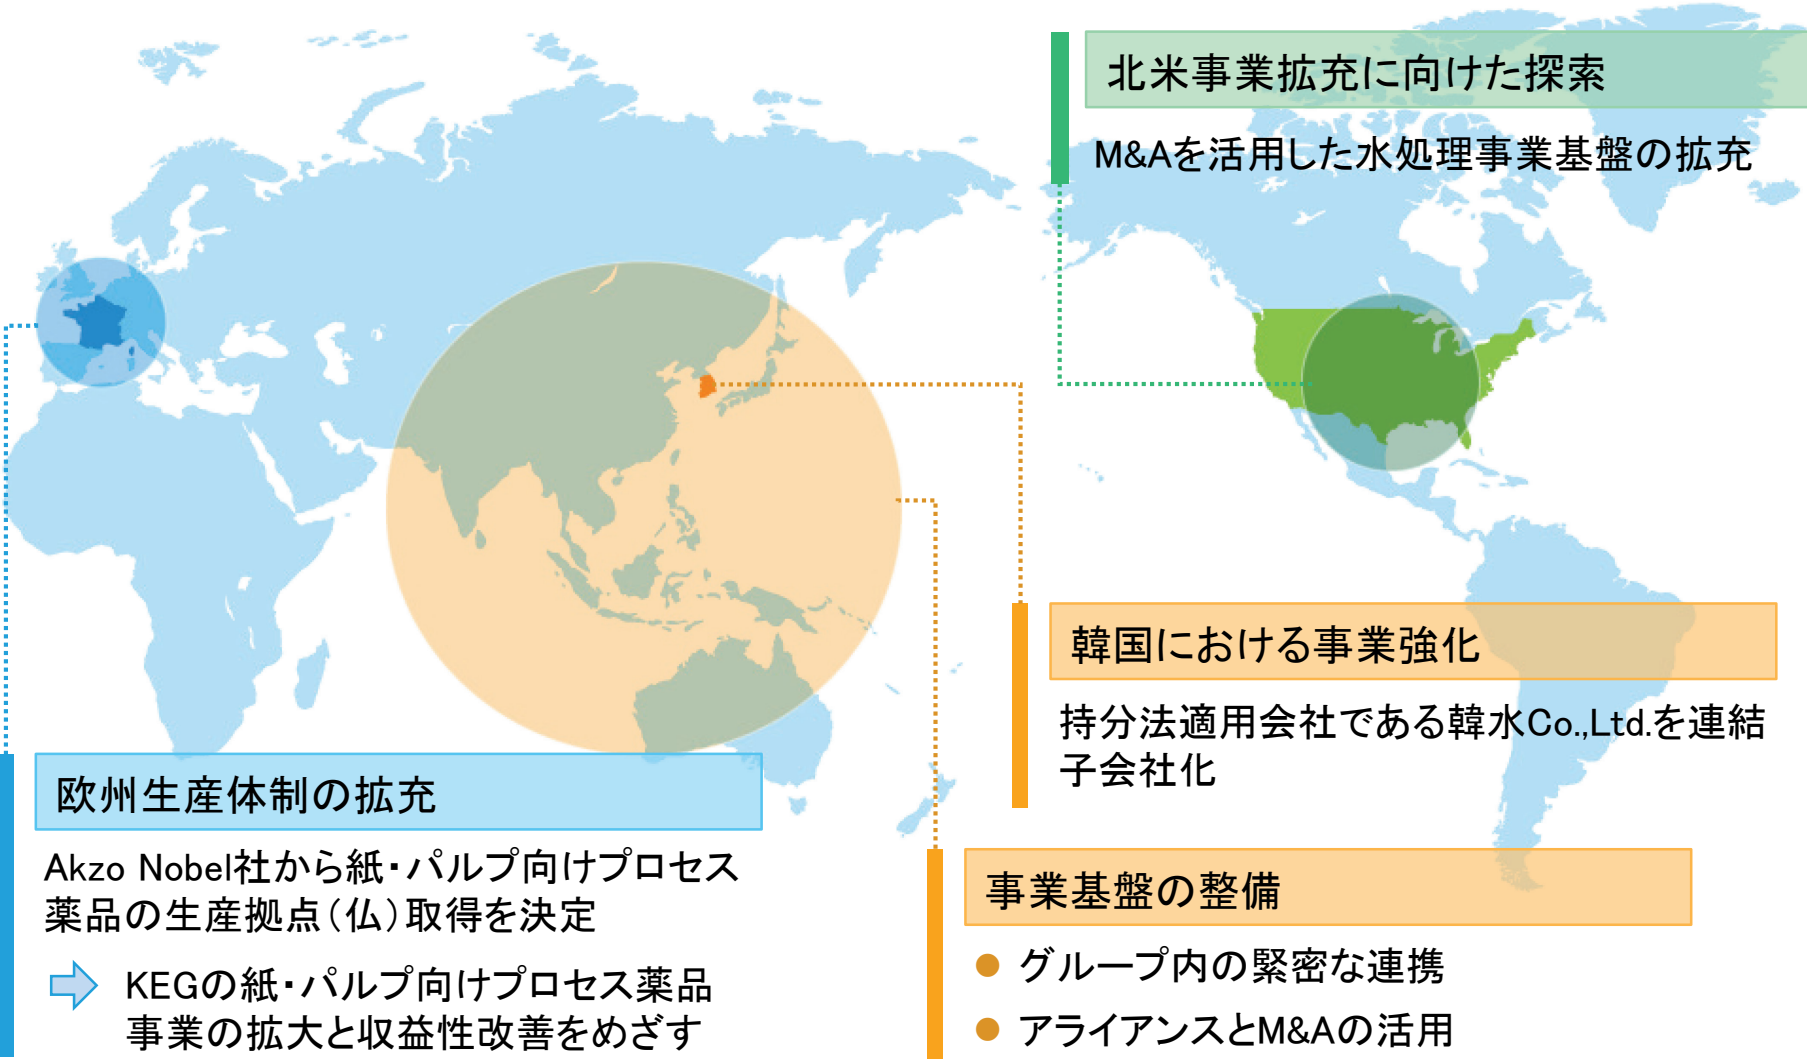 北米事業拡充に向けた探索
M&Aを活用した水処理事業基盤の拡充
韓国における事業強化
持分法適用会社である韓水Co.,Ltd.を連結
子会社化
欧州生産体制の拡充
Akzo Nobel社から紙・パルプ向けプロセス
薬品の生産拠点（仏）取得を決定
KEGの紙・パルプ向けプロセス薬品
事業の拡大と収益性改善をめざす
事業基盤の整備
● グループ内の緊密な連携
● アライアンスとM&Aの活用